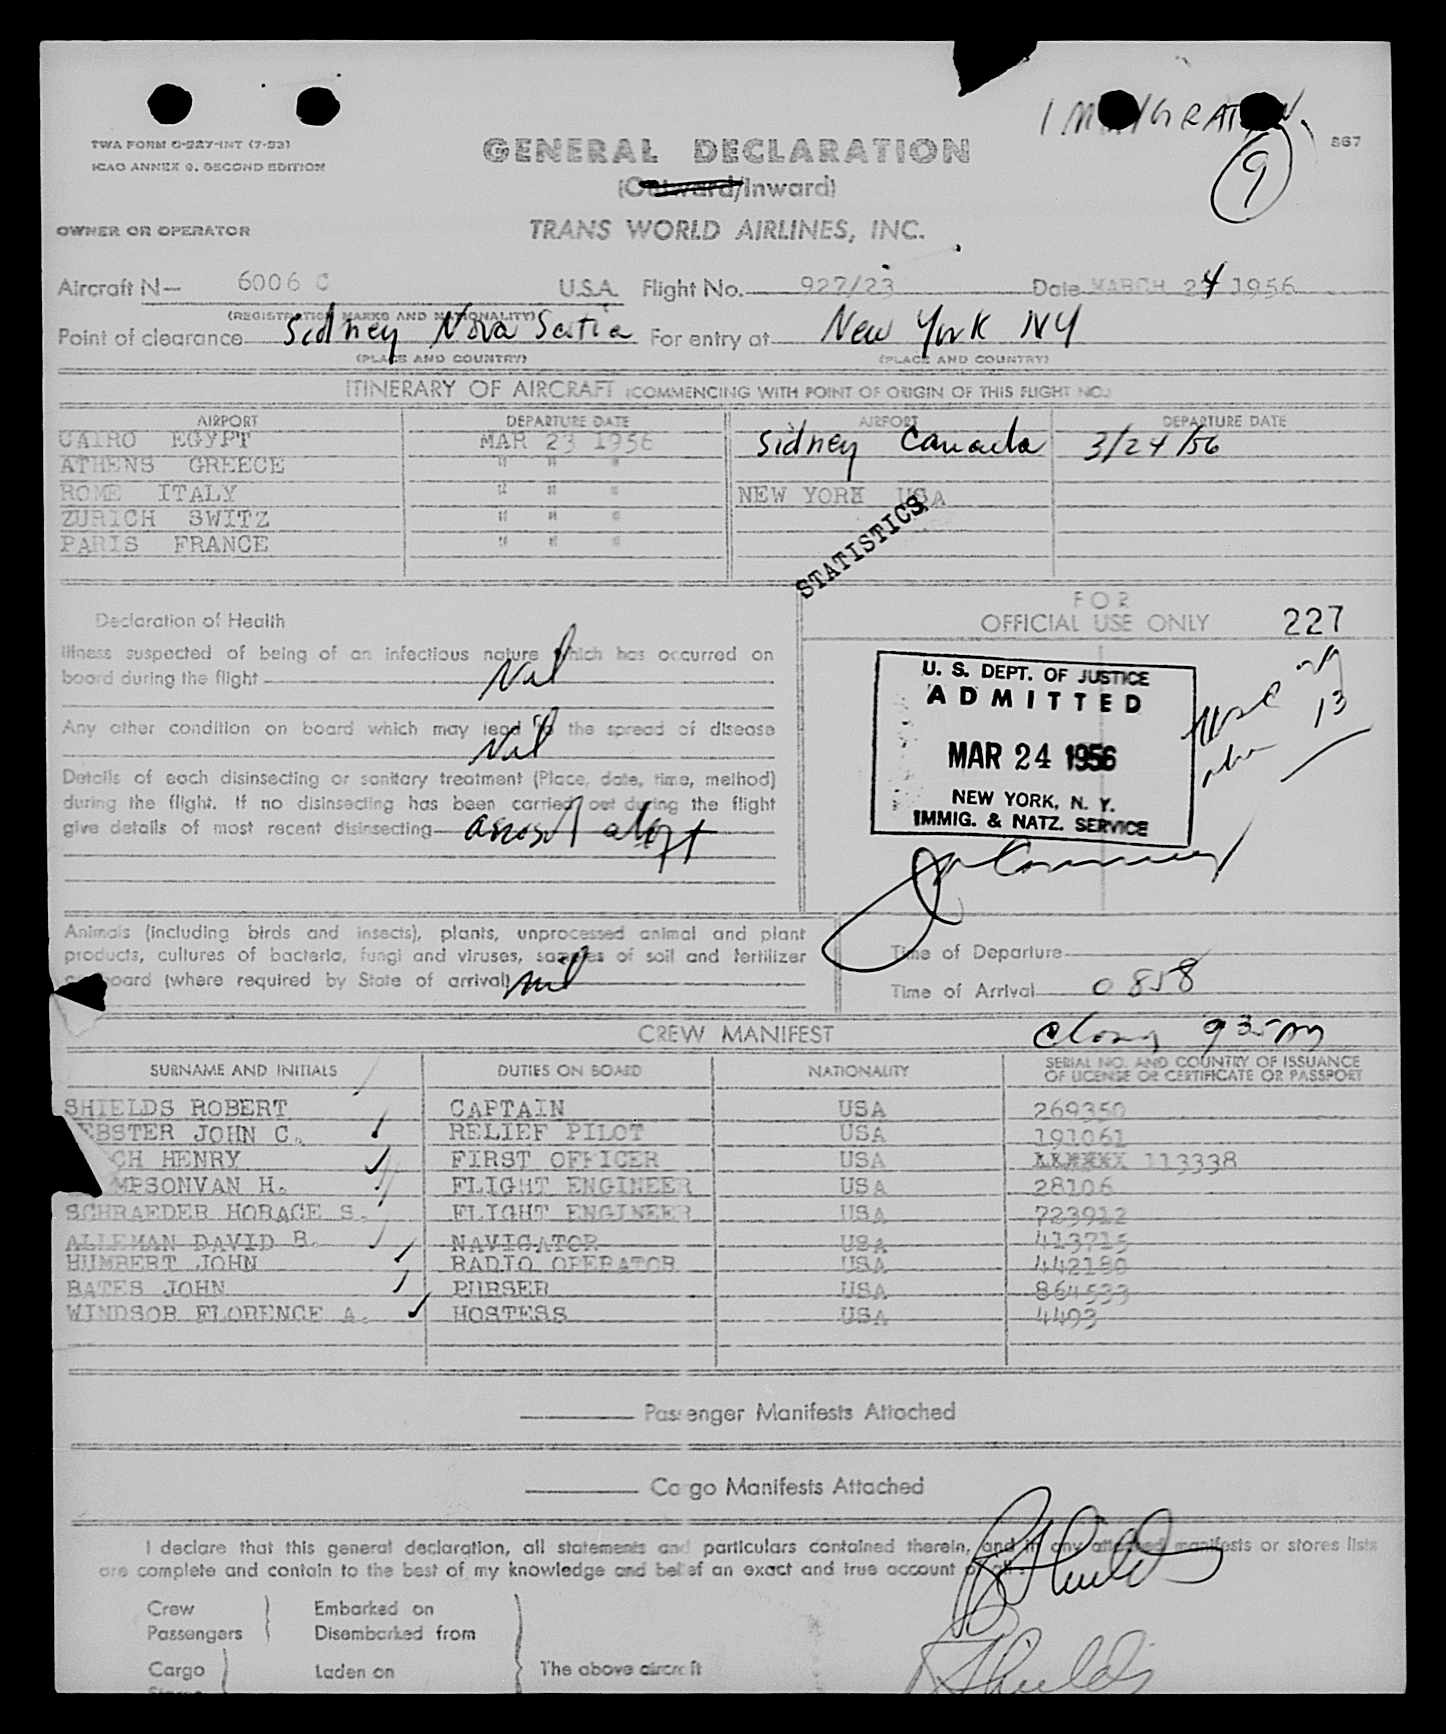 IMMIGRATION
9
867
TWA FORM O-927-INT (7-53)
ICAO ANNEX 9, SECOND EDITION
GENERAL DECLARATION
(Outward/Inward)
OWNER OR OPERATOR TRANS WORLD AIRLINES, INC.
Aircraft N— 6006 C U.S.A. Flight No. 927/23 Date MARCH 24 1956
(REGISTRATION MARKS AND NATIONALITY)
Point of clearance Sidney Nova Scotia For entry at New York NY
(PLACE AND COUNTRY) (PLACE AND COUNTRY)
ITINERARY OF AIRCRAFT (COMMENCING WITH POINT OF ORIGIN OF THIS FLIGHT NO.)
AIRPORT DEPARTURE DATE AIRPORT DEPARTURE DATE
CAIRO EGYPT MAR 23 1956 Sidney Canada 3/24/56
ATHENS GREECE " " "
ROME ITALY " " " NEW YORK USA
ZURICH SWITZ " " "
PARIS FRANCE " " "
STATISTICS
Declaration of Health
Illness suspected of being of an infectious nature which has occurred on
board during the flight Nil
Any other condition on board which may lead to the spread of disease
Nil
Details of each disinsecting or sanitary treatment (Place, date, time, method)
during the flight. If no disinsecting has been carried out during the flight
give details of most recent disinsecting
FOR
OFFICIAL USE ONLY 227
U. S. DEPT. OF JUSTICE
ADMITTED
MAR 24 1956
NEW YORK, N. Y.
IMMIG. & NATZ. SERVICE
29
13
Animals (including birds and insects), plants, unprocessed animal and plant
products, cultures of bacteria, fungi and viruses, samples of soil and fertilizer
board (where required by State of arrival) nil
Time of Departure
Time of Arrival 0858
CREW MANIFEST
935
SURNAME AND INITIALS DUTIES ON BOARD NATIONALITY SERIAL NO. AND COUNTRY OF ISSUANCE
OF LICENSE OR CERTIFICATE OR PASSPORT
SHIELDS ROBERT CAPTAIN USA 269350
EBSTER JOHN C. RELIEF PILOT USA 191061
CH HENRY FIRST OFFICER USA 113338
MPSONVAN H. FLIGHT ENGINEER USA 28106
SCHRAEDER HORACE S. FLIGHT ENGINEER USA 723912
ALLEMAN DAVID B. NAVIGATOR USA 413715
HUMBERT JOHN RADIO OPERATOR USA 442180
BATES JOHN PURSER USA 864533
WINDSOR FLORENCE A. HOSTESS USA 4493
Passenger Manifests Attached
Cargo Manifests Attached
I declare that this general declaration, all statements and particulars contained therein, and in any attached manifests or stores lists
are complete and contain to the best of my knowledge and belief an exact and true account of all:
R Shields
Crew Embarked on
Passengers Disembarked from
Cargo Laden on The above aircraft
Stores
R Shields